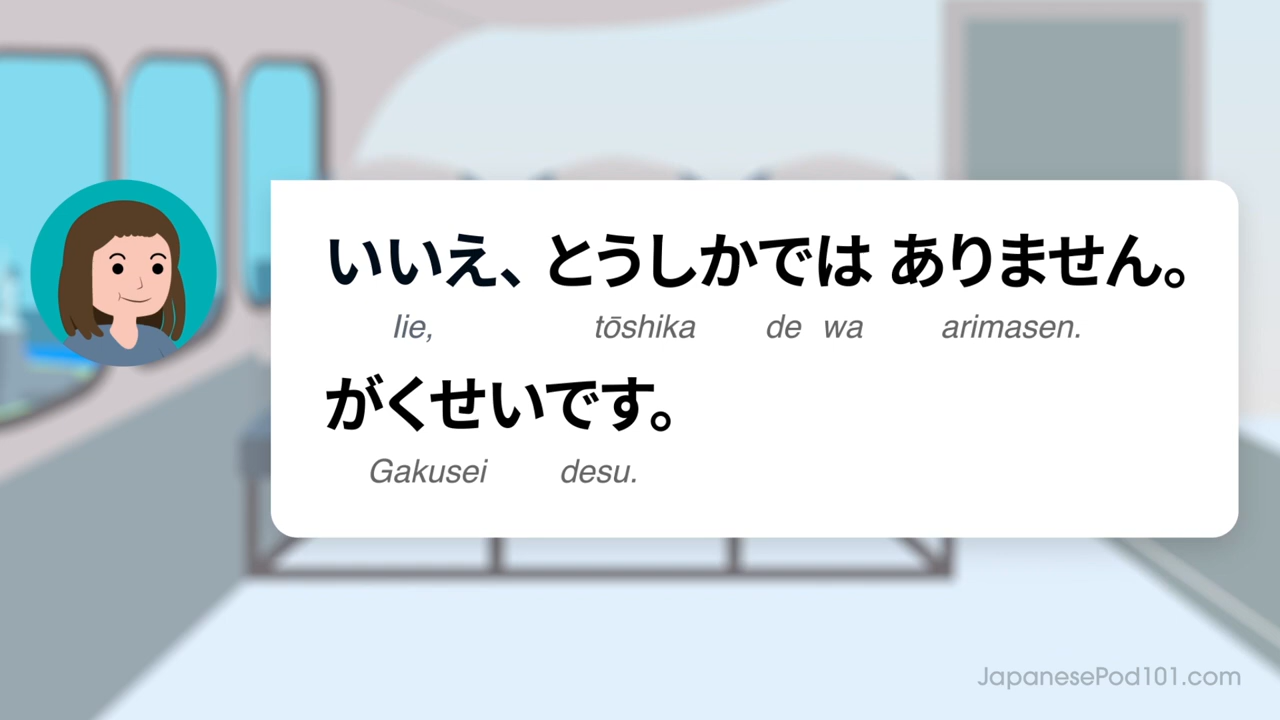 いいえ、とうしかでは ありません。
Iie, tōshika de wa arimasen.
がくせいです。
Gakusei desu.
JapanesePod101.com